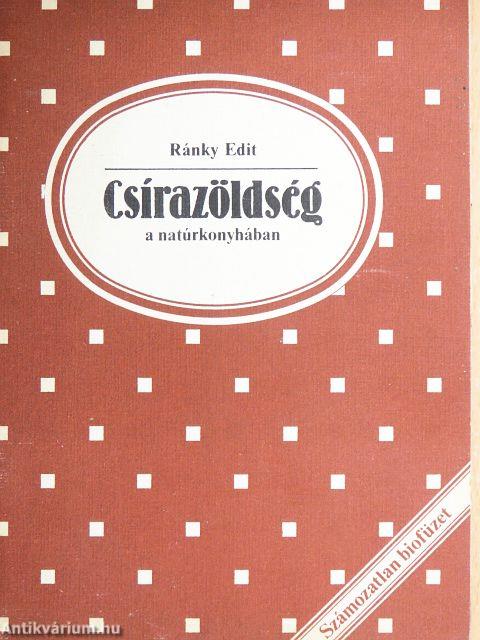 Ránky Edit
Csírazöldség
a natúrkonyhában
Számozatlan biofüzet
Antikvárium.hu